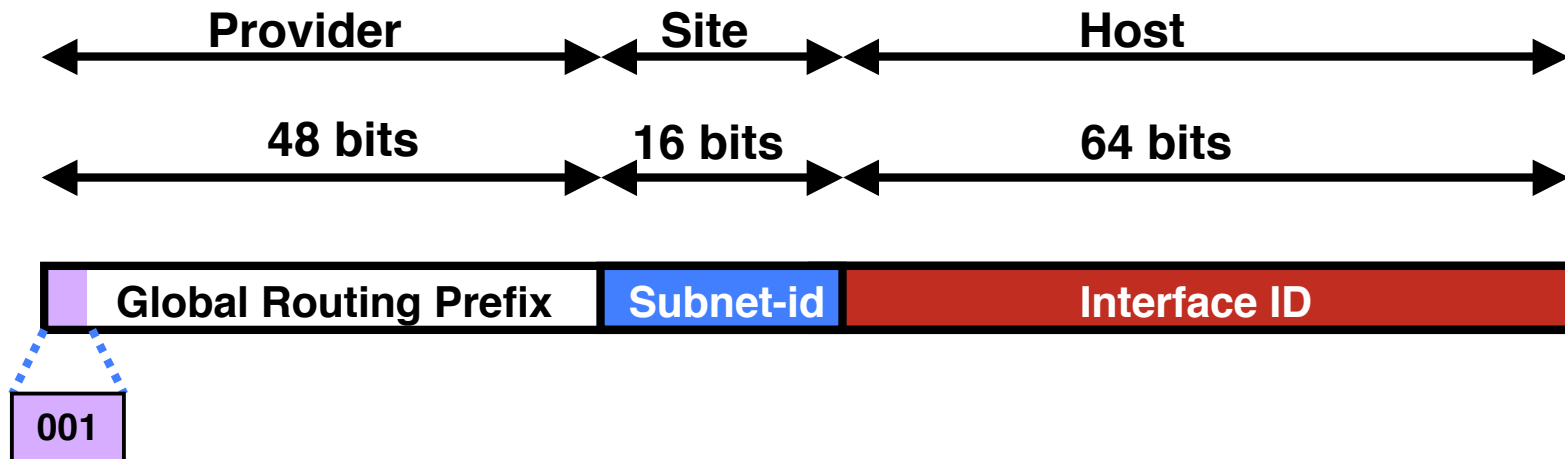 Provider Site Host
48 bits 16 bits 64 bits
Global Routing Prefix Subnet-id Interface ID
001